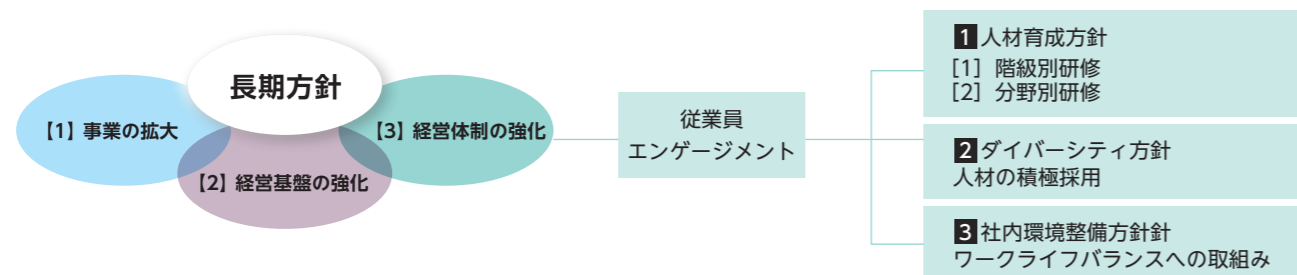 長期方針
【1】事業の拡大
【2】経営基盤の強化
【3】経営体制の強化
従業員
エンゲージメント
1 人材育成方針
［1］階級別研修
［2］分野別研修
2 ダイバーシティ方針
人材の積極採用
3 社内環境整備方針針
ワークライフバランスへの取組み